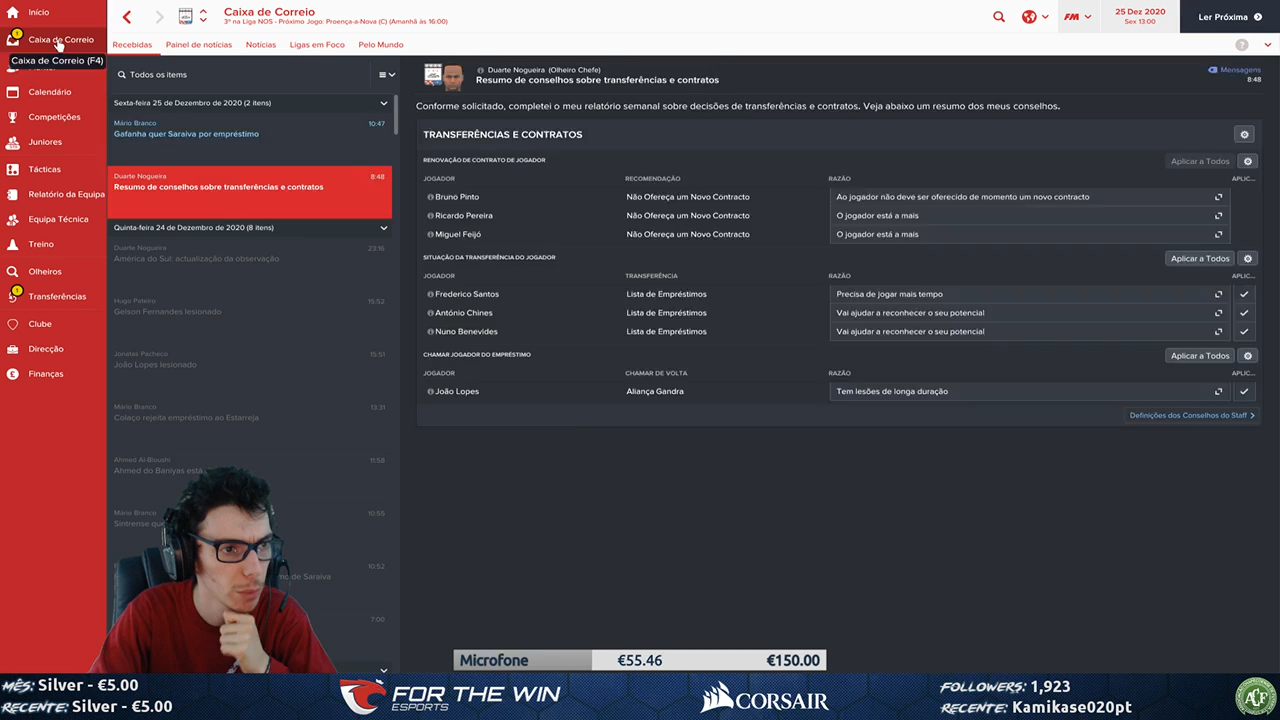 Início
Caixa de Correio
Caixa de Correio (F4)
Calendário
Competições
Juniores
Tácticas
Relatório da Equipa
Equipa Técnica
Treino
Olheiros
Transferências
Clube
Direcção
Finanças
Caixa de Correio
3º na Liga NOS - Próximo Jogo: Proença-a-Nova (C) (Amanhã às 16:00)
FM
25 Dez 2020
Sex 13:00
Ler Próxima
Recebidas Painel de notícias Notícias Ligas em Foco Pelo Mundo
Todos os items
Sexta-feira 25 de Dezembro de 2020 (2 itens)
Mário Branco 10:47
Gafanha quer Saraiva por empréstimo
Duarte Nogueira 8:48
Resumo de conselhos sobre transferências e contratos
Quinta-feira 24 de Dezembro de 2020 (8 itens)
Duarte Nogueira 23:16
América do Sul: actualização da observação
Hugo Pateiro 15:52
Gelson Fernandes lesionado
Jonatas Pacheco 15:51
João Lopes lesionado
Mário Branco 13:31
Colaço rejeita empréstimo ao Estarreja
Ahmed Al-Bloushi 11:58
Ahmed do Baniyas está
Mário Branco 10:55
Sintrense que
10:52
mo de Saraiva
7:00
Duarte Nogueira (Olheiro Chefe)
Resumo de conselhos sobre transferências e contratos
Mensagens
8:48
Conforme solicitado, completei o meu relatório semanal sobre decisões de transferências e contratos. Veja abaixo um resumo dos meus conselhos.
TRANSFERÊNCIAS E CONTRATOS
RENOVAÇÃO DE CONTRATO DE JOGADOR Aplicar a Todos
JOGADOR RECOMENDAÇÃO RAZÃO APLIC...
Bruno Pinto Não Ofereça um Novo Contracto Ao jogador não deve ser oferecido de momento um novo contracto
Ricardo Pereira Não Ofereça um Novo Contracto O jogador está a mais
Miguel Feijó Não Ofereça um Novo Contracto O jogador está a mais
SITUAÇÃO DA TRANSFERÊNCIA DO JOGADOR Aplicar a Todos
JOGADOR TRANSFERÊNCIA RAZÃO APLIC...
Frederico Santos Lista de Empréstimos Precisa de jogar mais tempo
António Chines Lista de Empréstimos Vai ajudar a reconhecer o seu potencial
Nuno Benevides Lista de Empréstimos Vai ajudar a reconhecer o seu potencial
CHAMAR JOGADOR DO EMPRÉSTIMO Aplicar a Todos
JOGADOR CHAMAR DE VOLTA RAZÃO APLIC...
João Lopes Aliança Gandra Tem lesões de longa duração
Definições dos Conselhos do Staff
Microfone €55.46 €150.00
MÊS: Silver - €5.00
RECENTE: Silver - €5.00
FOR THE WIN
ESPORTS
CORSAIR
FOLLOWERS: 1,923
RECENTE: Kamikase020pt